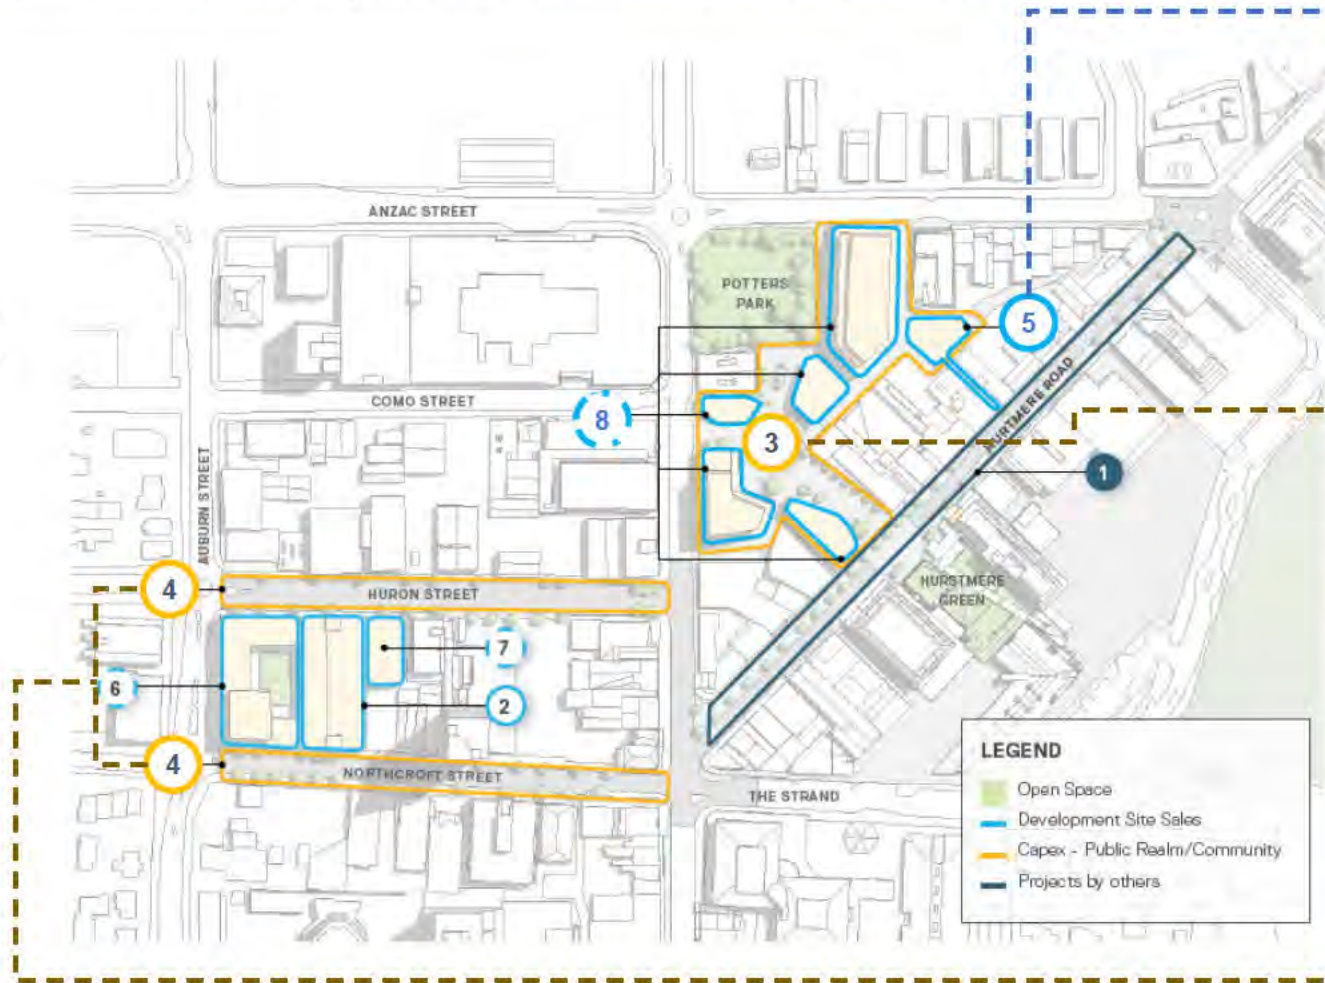 ANZAC STREET
POTTERS
PARK
5
COMO STREET
8
3
HURTMERE ROAD
1
AUBURN STREET
4
HURON STREET
HURSTMERE
GREEN
7
6
2
4
NORTHCROFT STREET
THE STRAND
LEGEND
Open Space
Development Site Sales
Capex - Public Realm/Community
Projects by others